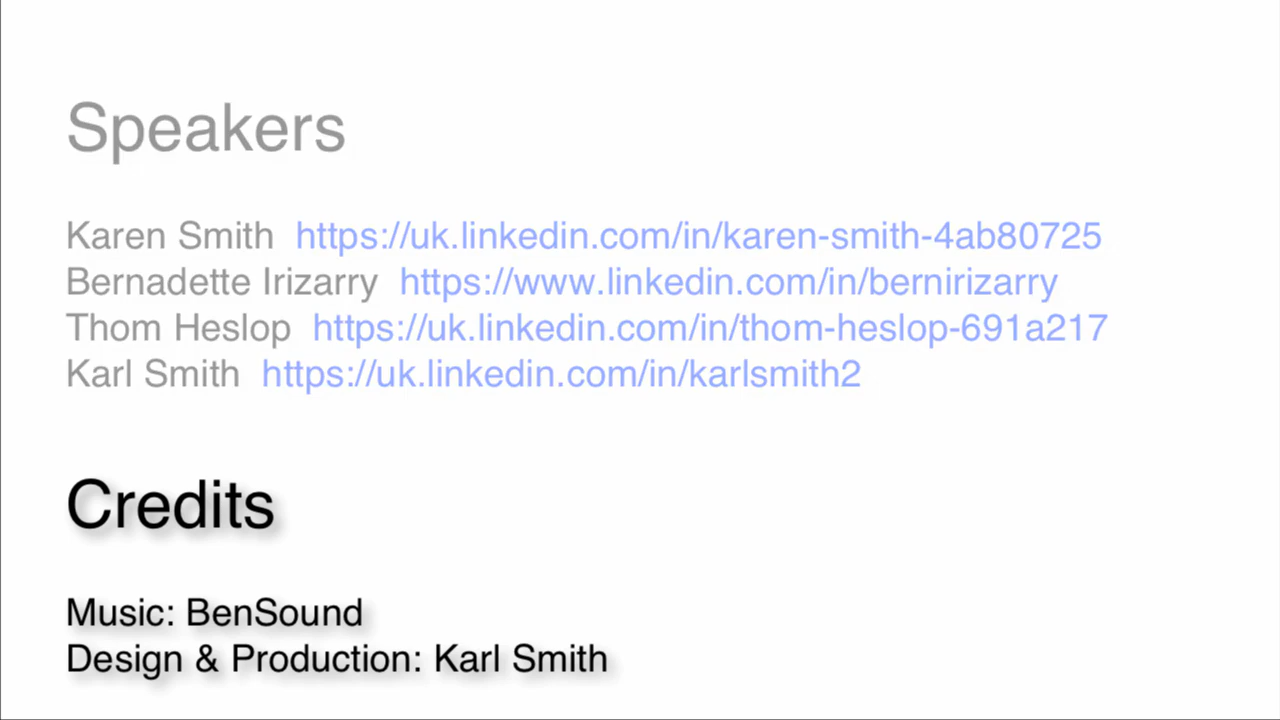 Speakers
Karen Smith https://uk.linkedin.com/in/karen-smith-4ab80725
Bernadette Irizarry https://www.linkedin.com/in/bernirizarry
Thom Heslop https://uk.linkedin.com/in/thom-heslop-691a217
Karl Smith https://uk.linkedin.com/in/karlsmith2
Credits
Music: BenSound
Design & Production: Karl Smith